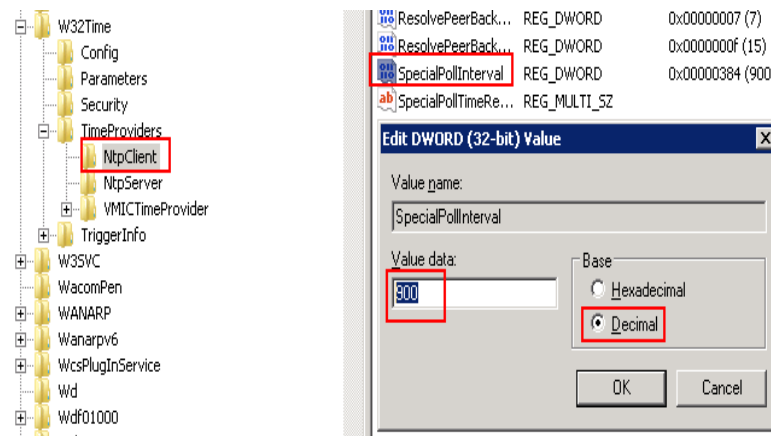 W32Time
Config
Parameters
Security
TimeProviders
NtpClient
NtpServer
VMICTimeProvider
TriggerInfo
W3SVC
WacomPen
WANARP
Wanarpv6
WcsPlugInService
Wd
Wdf01000
ResolvePeerBack... REG_DWORD 0x00000007 (7)
ResolvePeerBack... REG_DWORD 0x0000000f (15)
SpecialPollInterval REG_DWORD 0x00000384 (900
ab SpecialPollTimeRe... REG_MULTI_SZ
Edit DWORD (32-bit) Value
Value name:
SpecialPollInterval
Value data:
900
Base
Hexadecimal
Decimal
OK Cancel